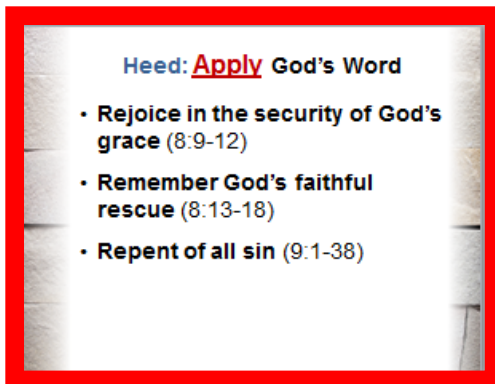 Heed: Apply God's Word
• Rejoice in the security of God's
grace (8:9-12)
• Remember God's faithful
rescue (8:13-18)
• Repent of all sin (9:1-38)